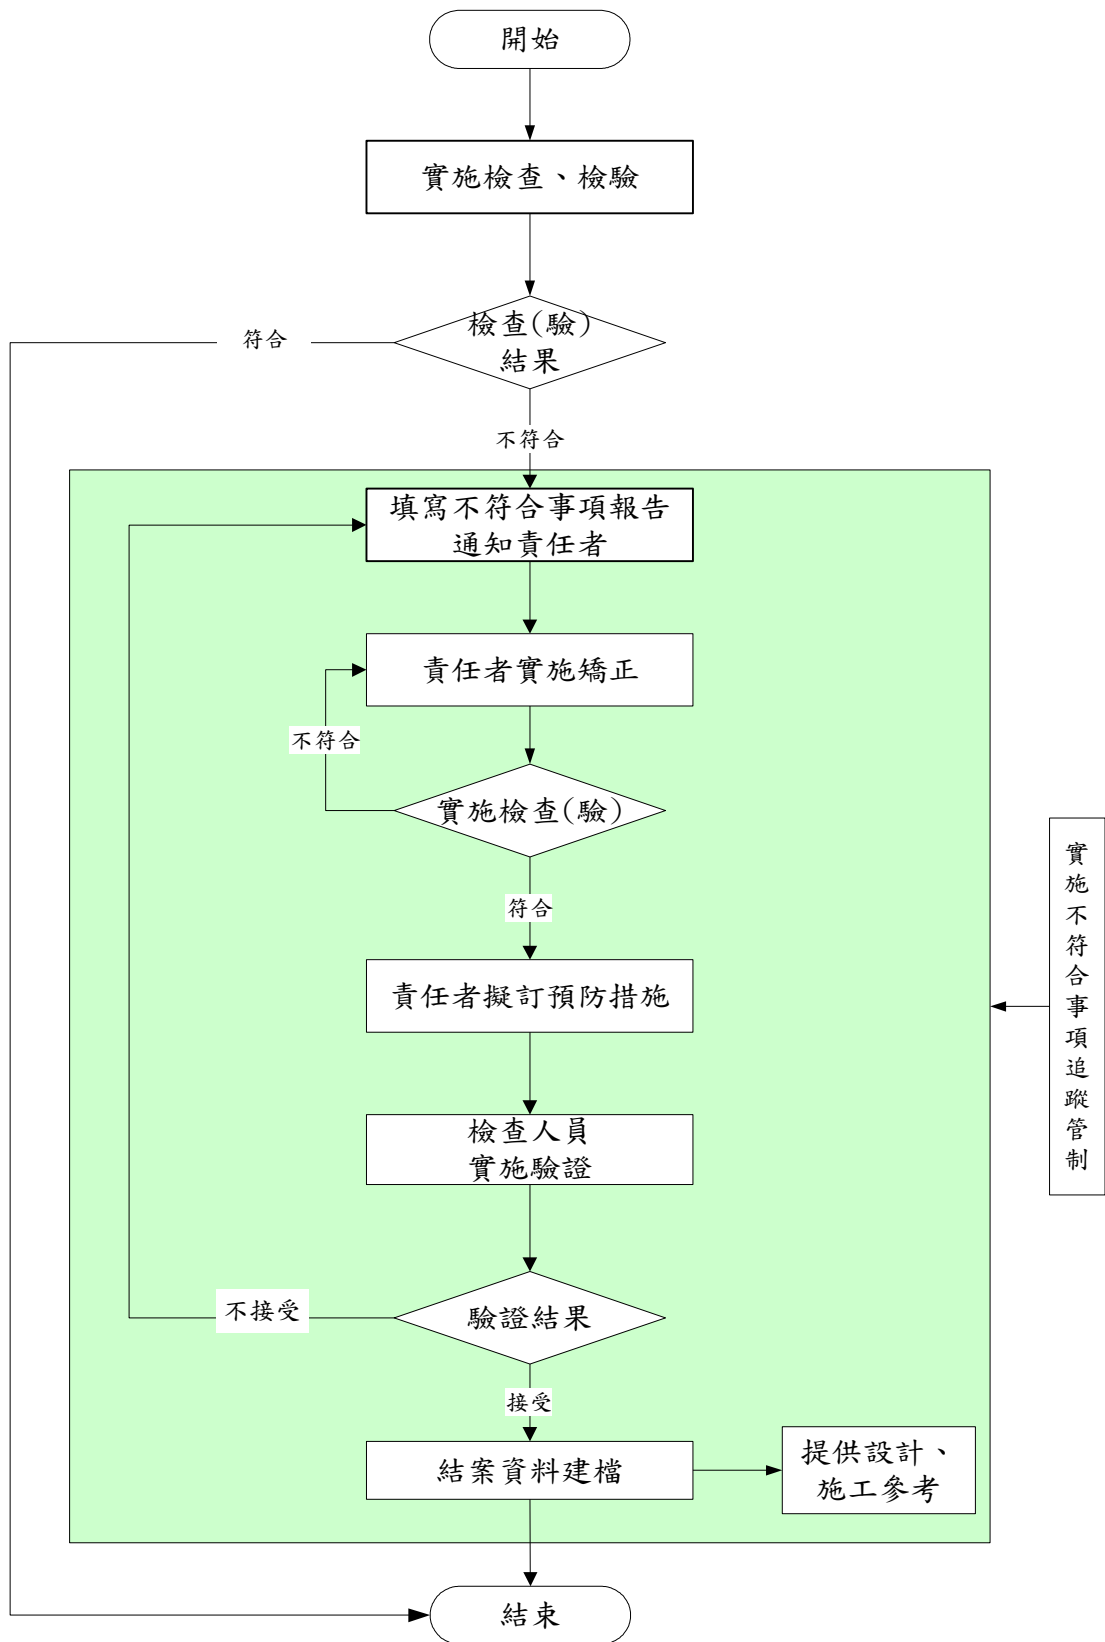 開始
實施檢查、檢驗
檢查(驗)
結果
符合
不符合
填寫不符合事項報告
通知責任者
責任者實施矯正
不符合
實施檢查(驗)
符合
責任者擬訂預防措施
檢查人員
實施驗證
驗證結果
不接受
接受
結案資料建檔
提供設計、
施工參考
結束
實施不符合事項追蹤管制